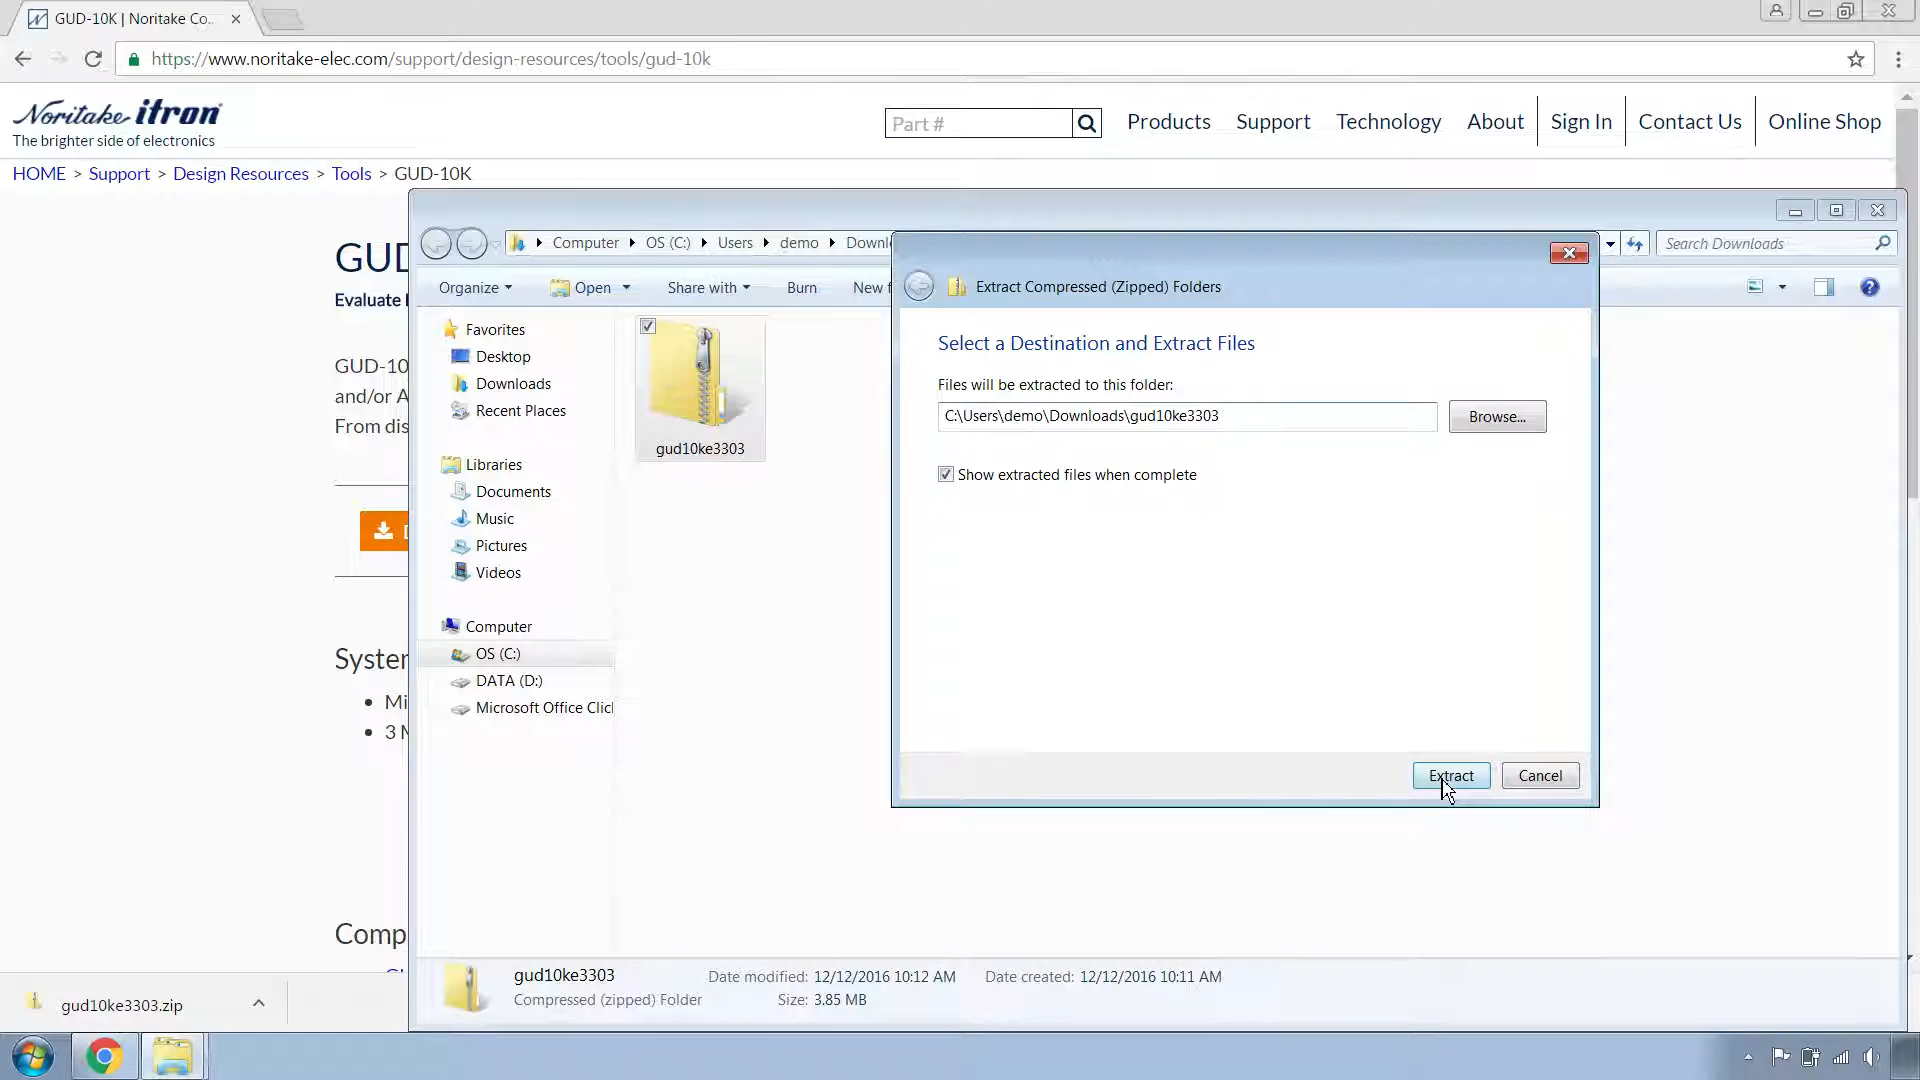 GUD-10K | Noritake Co..
https://www.noritake-elec.com/support/design-resources/tools/gud-10k
Noritake itron
The brighter side of electronics
Part #
Products Support Technology About Sign In Contact Us Online Shop
HOME > Support > Design Resources > Tools > GUD-10K
GUD
Evaluate
GUD-10
and/or A
From dis
System
Mi
3 M
Comp
Computer OS (C:) Users demo Downl
Search Downloads
Organize Open Share with Burn New f
Favorites
Desktop
Downloads
Recent Places
Libraries
Documents
Music
Pictures
Videos
Computer
OS (C:)
DATA (D:)
Microsoft Office Clic
gud10ke3303
Extract Compressed (Zipped) Folders
Select a Destination and Extract Files
Files will be extracted to this folder:
C:\Users\demo\Downloads\gud10ke3303
Browse...
Show extracted files when complete
Extract Cancel
gud10ke3303 Date modified: 12/12/2016 10:12 AM Date created: 12/12/2016 10:11 AM
Compressed (zipped) Folder Size: 3.85 MB
gud10ke3303.zip